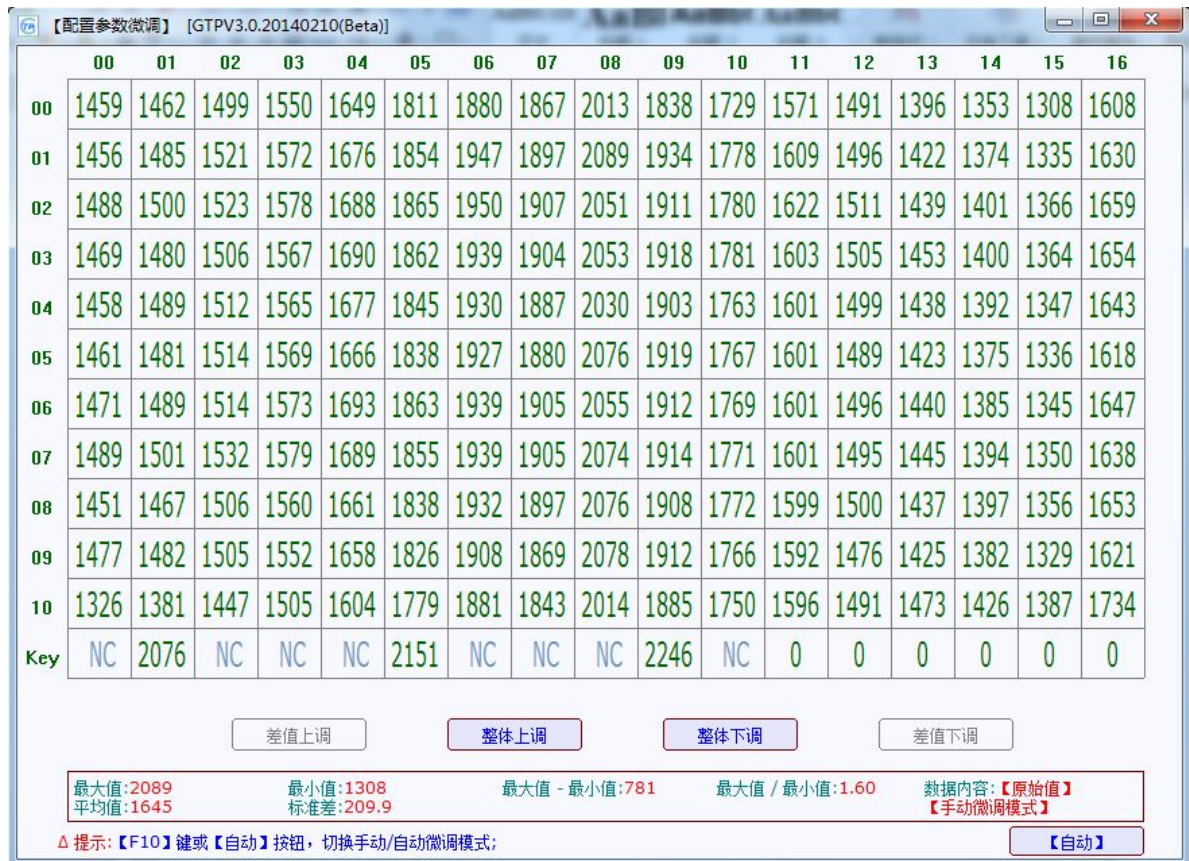 【配置参数微调】 [GTPV3.0.20140210(Beta)]
00 01 02 03 04 05 06 07 08 09 10 11 12 13 14 15 16
00 1459 1462 1499 1550 1649 1811 1880 1867 2013 1838 1729 1571 1491 1396 1353 1308 1608
01 1456 1485 1521 1572 1676 1854 1947 1897 2089 1934 1778 1609 1496 1422 1374 1335 1630
02 1488 1500 1523 1578 1688 1865 1950 1907 2051 1911 1780 1622 1511 1439 1401 1366 1659
03 1469 1480 1506 1567 1690 1862 1939 1904 2053 1918 1781 1603 1505 1453 1400 1364 1654
04 1458 1489 1512 1565 1677 1845 1930 1887 2030 1903 1763 1601 1499 1438 1392 1347 1643
05 1461 1481 1514 1569 1666 1838 1927 1880 2076 1919 1767 1601 1489 1423 1375 1336 1618
06 1471 1489 1514 1573 1693 1863 1939 1905 2055 1912 1769 1601 1496 1440 1385 1345 1647
07 1489 1501 1532 1579 1689 1855 1939 1905 2074 1914 1771 1601 1495 1445 1394 1350 1638
08 1451 1467 1506 1560 1661 1838 1932 1897 2076 1908 1772 1599 1500 1437 1397 1356 1653
09 1477 1482 1505 1552 1658 1826 1908 1869 2078 1912 1766 1592 1476 1425 1382 1329 1621
10 1326 1381 1447 1505 1604 1779 1881 1843 2014 1885 1750 1596 1491 1473 1426 1387 1734
Key NC 2076 NC NC NC 2151 NC NC NC 2246 NC 0 0 0 0 0 0
差值上调 整体上调 整体下调 差值下调
最大值:2089 最小值:1308 最大值 - 最小值:781 最大值 / 最小值:1.60 数据内容:【原始值】
平均值:1645 标准差:209.9 【手动微调模式】
Δ 提示:【F10】键或【自动】按钮，切换手动/自动微调模式; 【自动】